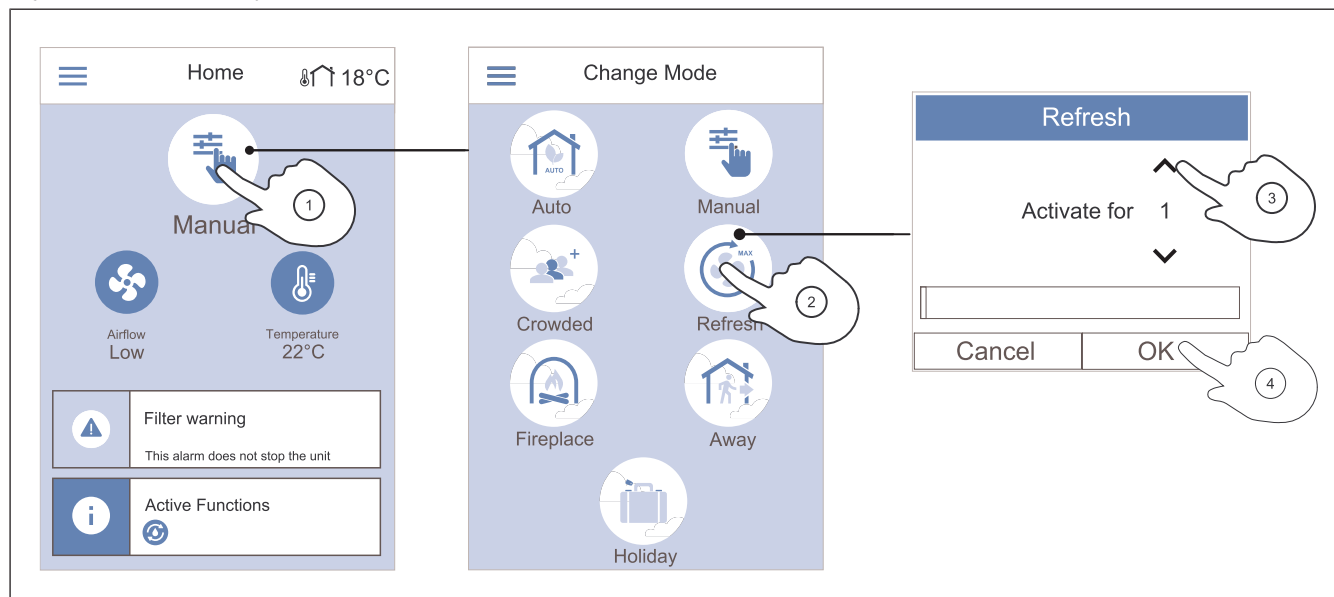 Home
18°C
Manual
1
Airflow
Low
Temperature
22°C
Filter warning
This alarm does not stop the unit
i
Active Functions
Change Mode
AUTO
Auto
Manual
Crowded
MAX
Refresh
2
Fireplace
Away
Holiday
Refresh
Activate for 1
3
Cancel
OK
4